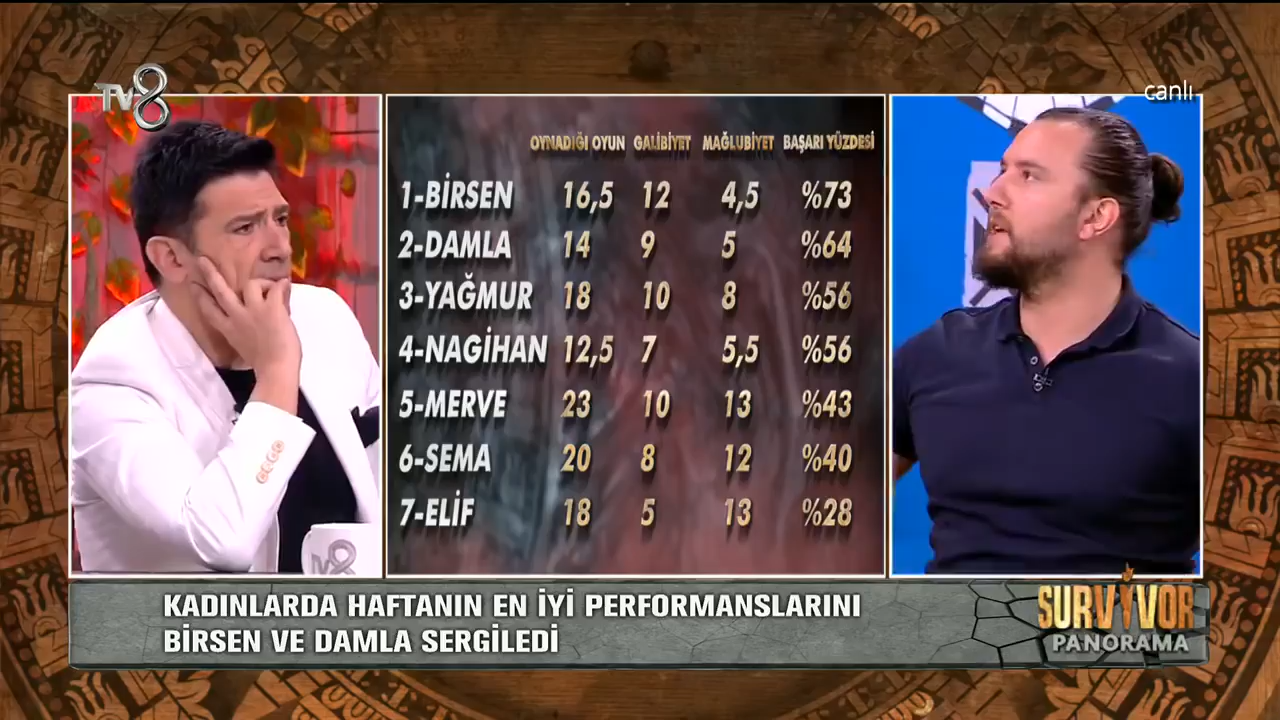 TV8
canlı
OYNADIĞI OYUN GALİBİYET MAĞLUBİYET BAŞARI YÜZDESİ
1-BİRSEN 16,5 12 4,5 %73
2-DAMLA 14 9 5 %64
3-YAĞMUR 18 10 8 %56
4-NAGİHAN 12,5 7 5,5 %56
5-MERVE 23 10 13 %43
6-SEMA 20 8 12 %40
7-ELİF 18 5 13 %28
V8
KADINLARDA HAFTANIN EN İYİ PERFORMANSLARINI
BİRSEN VE DAMLA SERGİLEDİ
SURVIVOR
PANORAMA